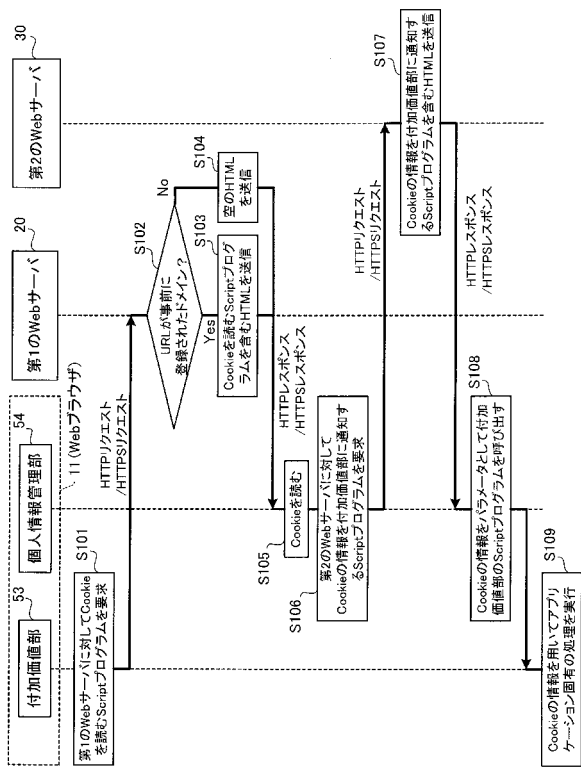 53
付加価値部
54
個人情報管理部
11 (Webブラウザ)
20
第1のWebサーバ
30
第2のWebサーバ
S101
第1のWebサーバに対してCookie
を読むScriptプログラムを要求
HTTPリクエスト
/HTTPSリクエスト
S102
URLが事前に
登録されたドメイン?
Yes
No
S103
Cookieを読むScriptプログ
ラムを含むHTMLを送信
S104
空のHTML
を送信
HTTPレスポンス
/HTTPSレスポンス
S105
Cookieを読む
S106
第2のWebサーバに対して
Cookieの情報を付加価値部に通知す
るScriptプログラムを要求
HTTPリクエスト
/HTTPSリクエスト
S107
Cookieの情報を付加価値部に通知す
るScriptプログラムを含むHTMLを送信
HTTPレスポンス
/HTTPSレスポンス
S108
Cookieの情報をパラメータとして付加
価値部のScriptプログラムを呼び出す
S109
Cookieの情報を用いてアプリ
ケーション固有の処理を実行